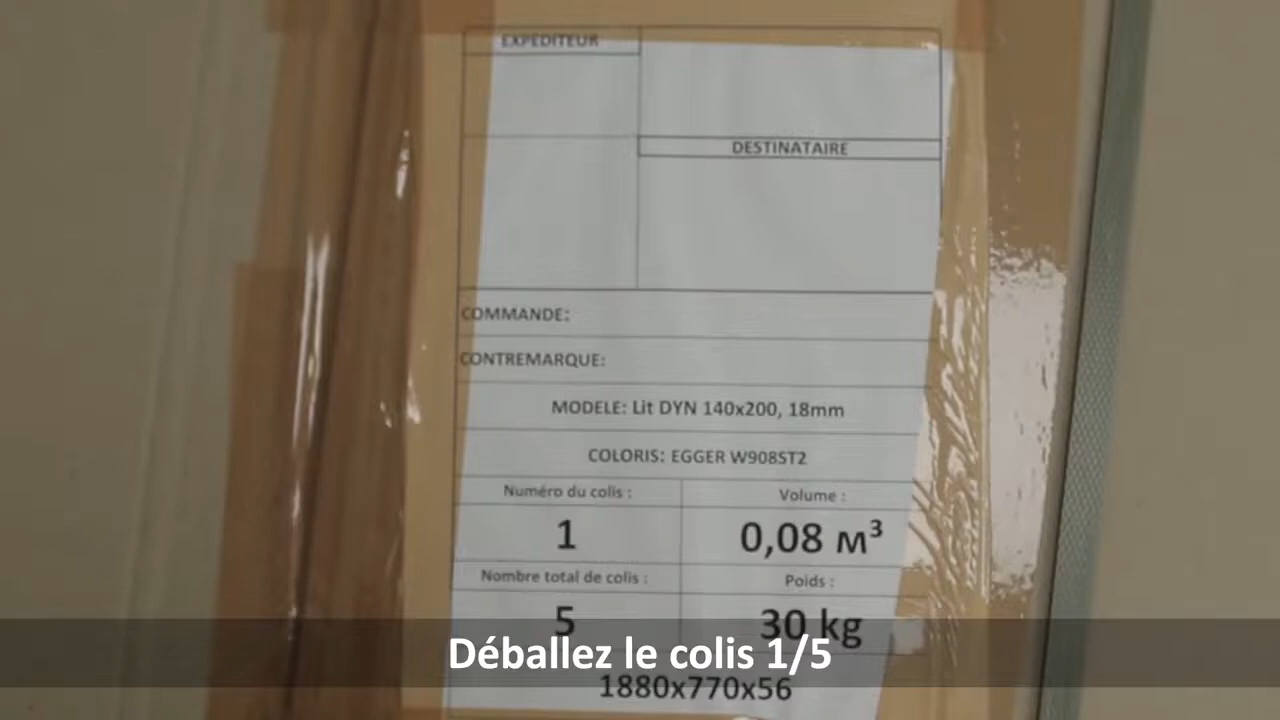 EXPEDITEUR
DESTINATAIRE
COMMANDE:
CONTREMARQUE:
MODELE: Lit DYN 140x200, 18mm
COLORIS: EGGER W908ST2
Numéro du colis :
Volume :
1
0,08 м³
Nombre total de colis :
Poids :
5
30 kg
Déballez le colis 1/5
1880x770x56